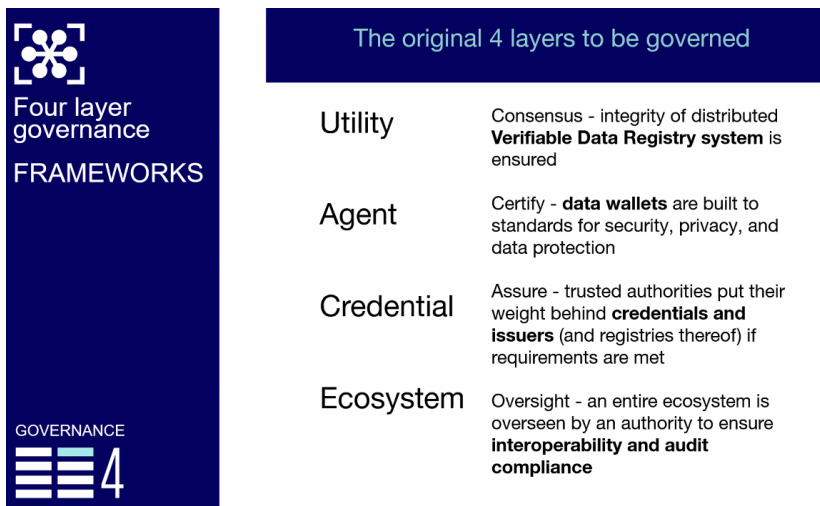 Four layer
governance
FRAMEWORKS
GOVERNANCE
4
The original 4 layers to be governed
Utility
Consensus - integrity of distributed
Verifiable Data Registry system is
ensured
Agent
Certify - data wallets are built to
standards for security, privacy, and
data protection
Credential
Assure - trusted authorities put their
weight behind credentials and
issuers (and registries thereof) if
requirements are met
Ecosystem
Oversight - an entire ecosystem is
overseen by an authority to ensure
interoperability and audit
compliance